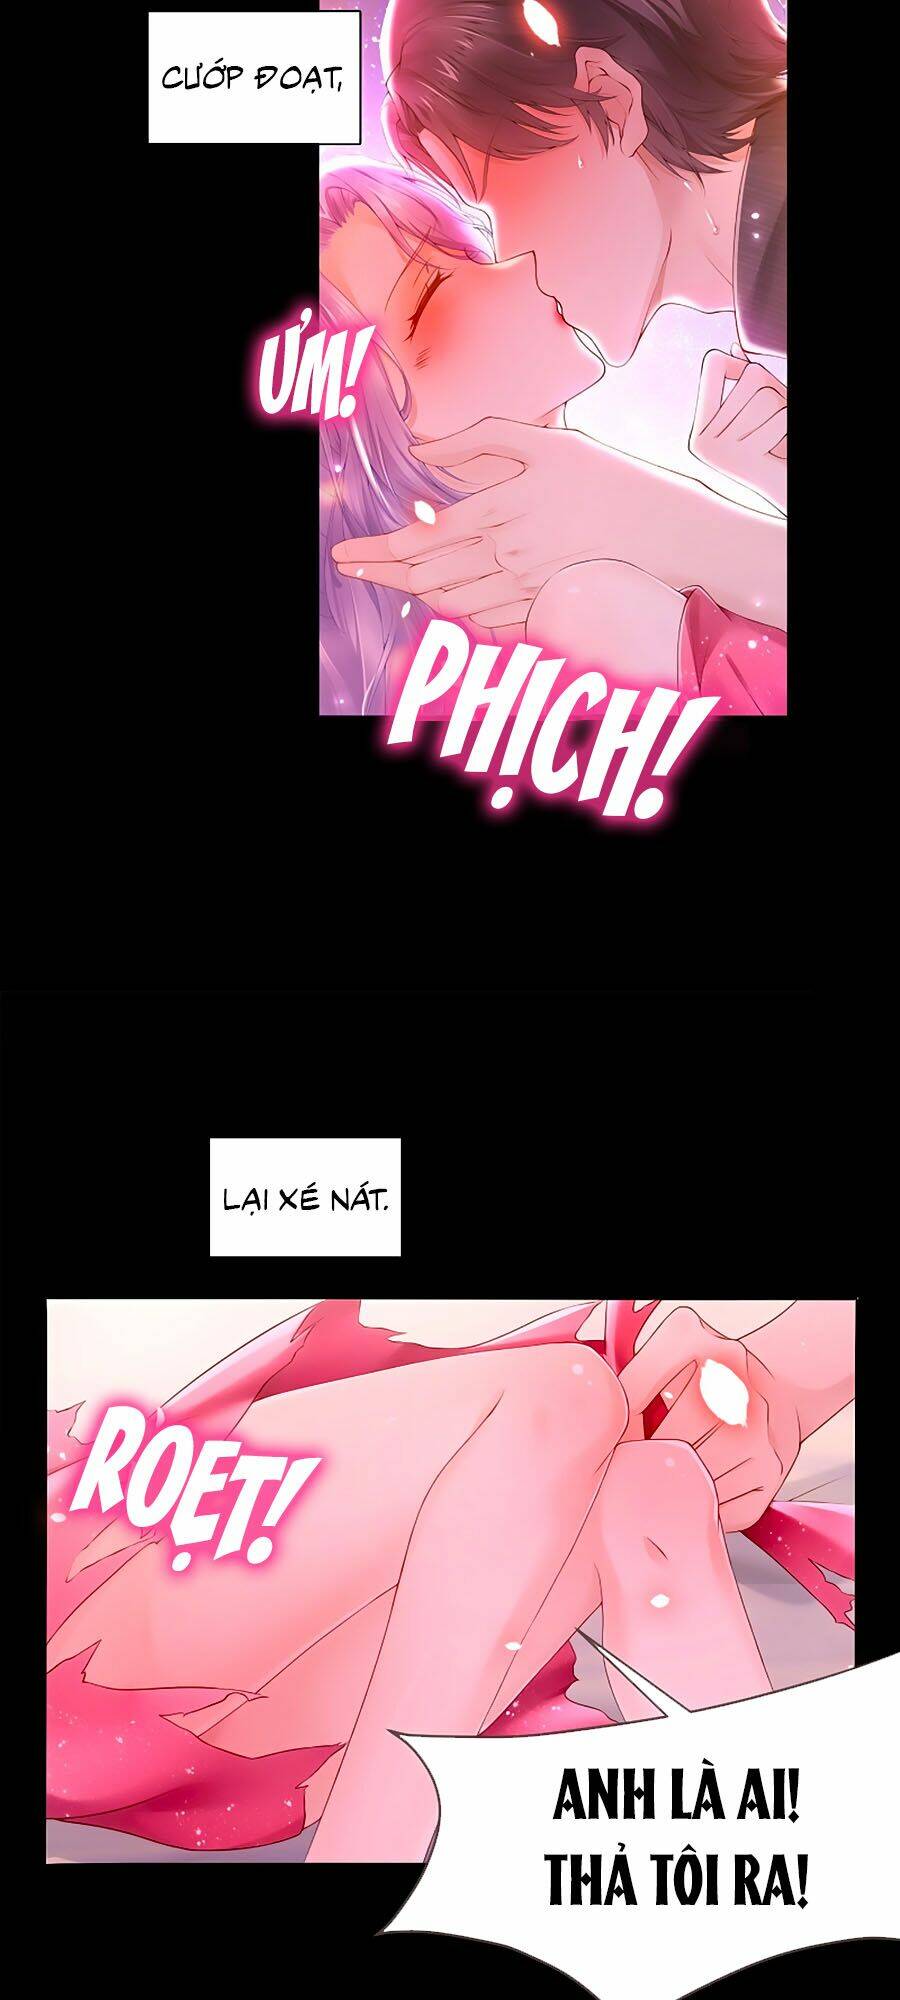 CƯỚP ĐOẠT,
ƯM!
PHỊCH!
LẠI XÉ NÁT.
ROẸT!
ANH LÀ AI!
THẢ TÔI RA!